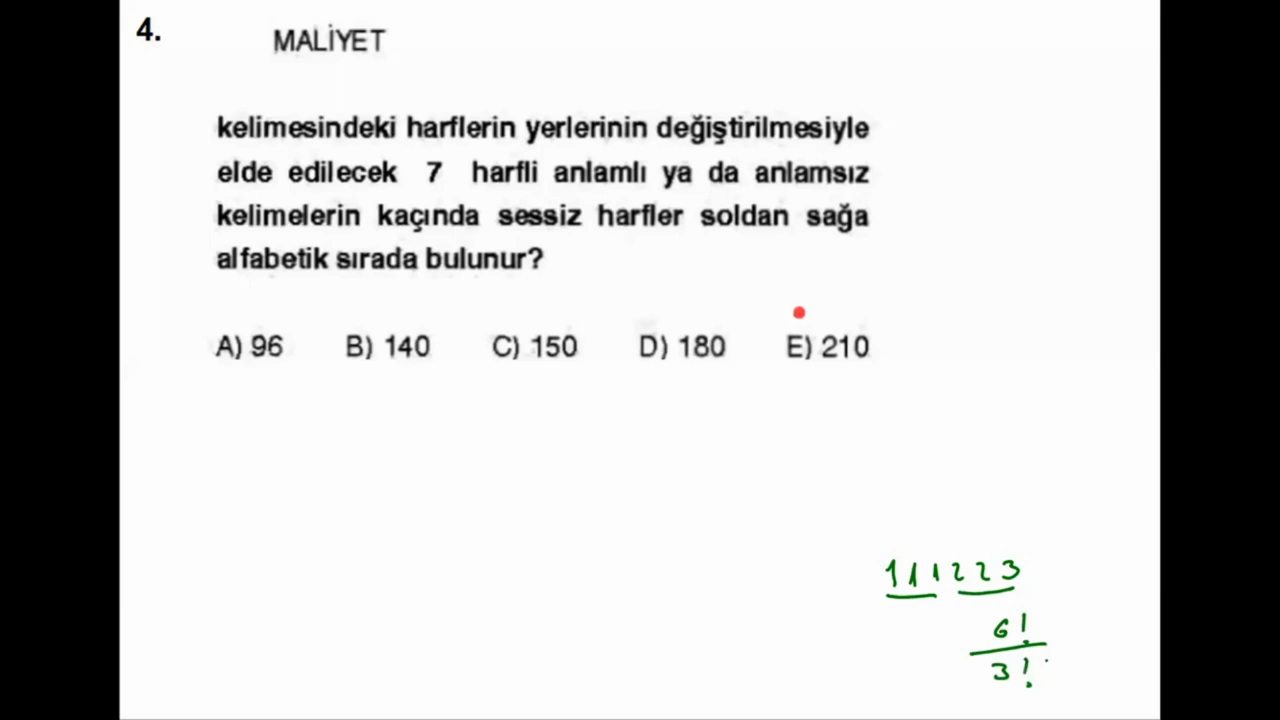 4.
MALİYET
kelimesindeki harflerin yerlerinin değiştirilmesiyle
elde edilecek 7 harfli anlamlı ya da anlamsız
kelimelerin kaçında sessiz harfler soldan sağa
alfabetik sırada bulunur?
A) 96 B) 140 C) 150 D) 180 E) 210
111223
6!
3!